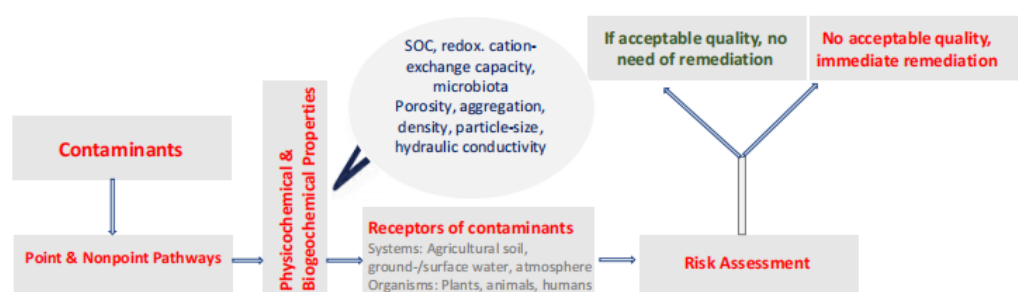 Contaminants
Point & Nonpoint Pathways
Physicochemical &
Biogeochemical Properties
SOC, redox. cation-
exchange capacity,
microbiota
Porosity, aggregation,
density, particle-size,
hydraulic conductivity
Receptors of contaminants
Systems: Agricultural soil,
ground-/surface water, atmosphere
Organisms: Plants, animals, humans
Risk Assessment
If acceptable quality, no
need of remediation
No acceptable quality,
immediate remediation